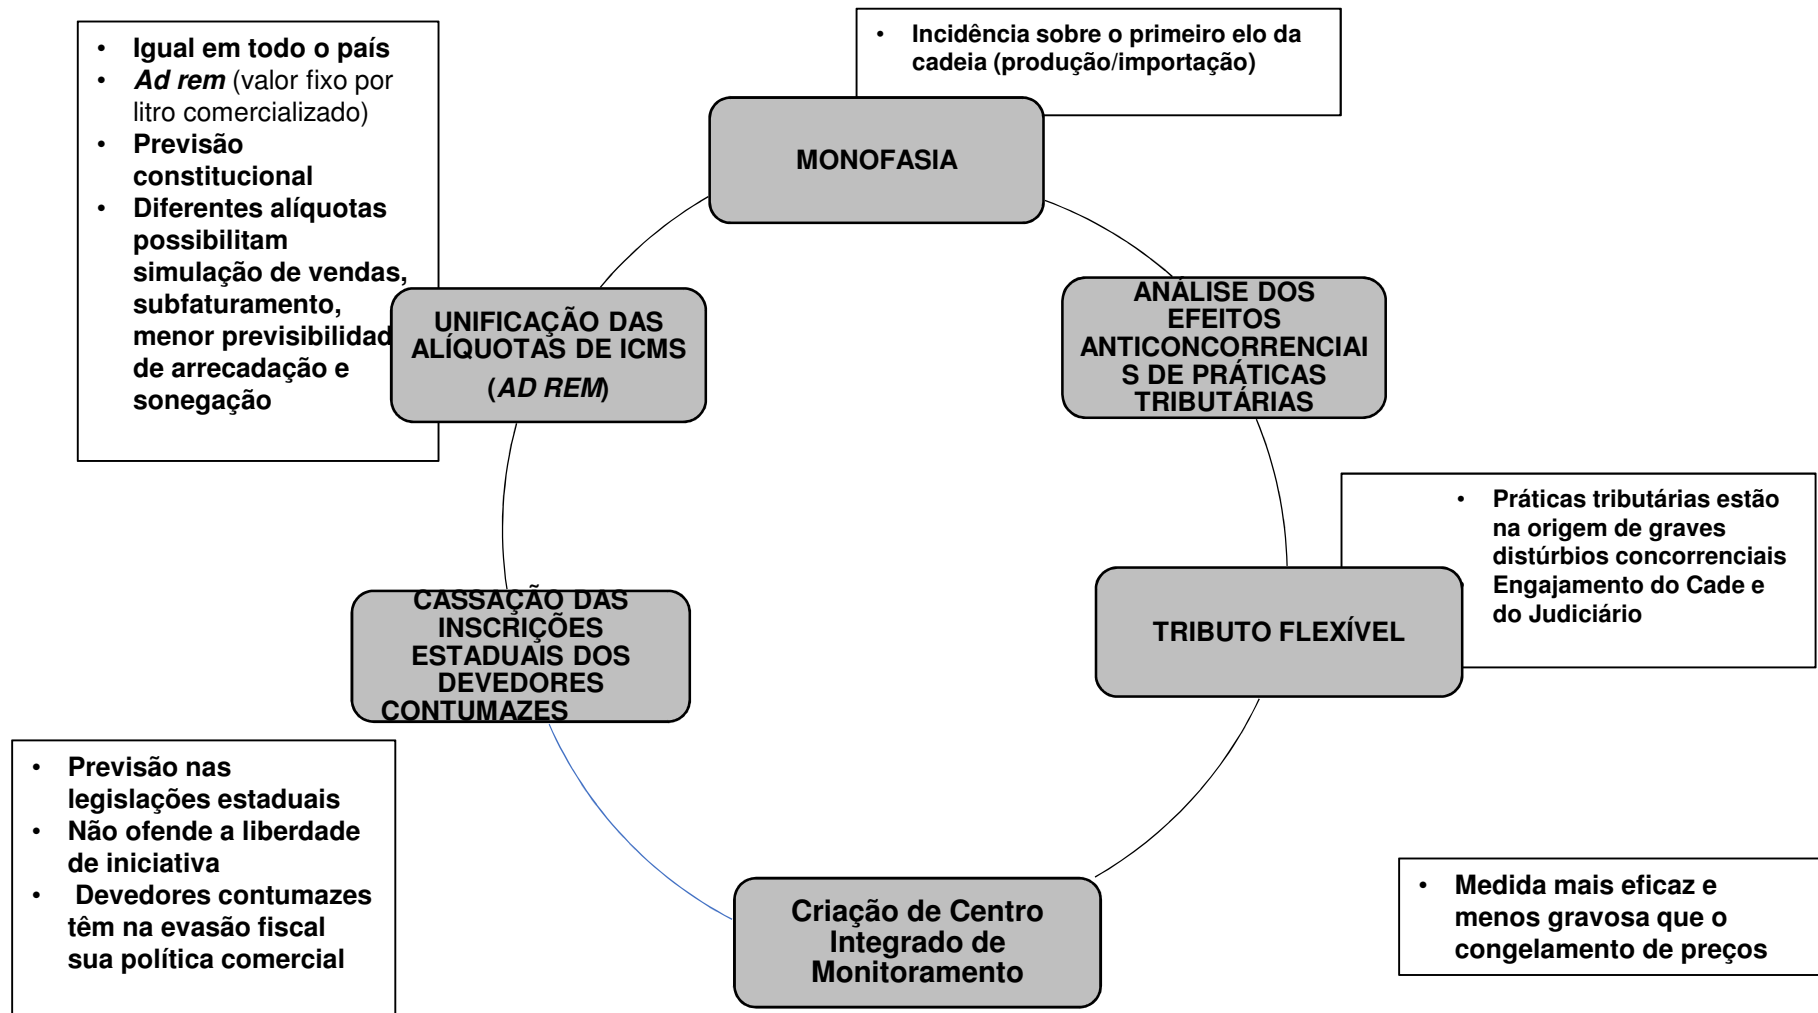 • Igual em todo o país
• Ad rem (valor fixo por
litro comercializado)
• Previsão
constitucional
• Diferentes alíquotas
possibilitam
simulação de vendas,
subfaturamento,
menor previsibilidad
de arrecadação e
sonegação
• Incidência sobre o primeiro elo da
cadeia (produção/importação)
MONOFASIA
UNIFICAÇÃO DAS
ALÍQUOTAS DE ICMS
(AD REM)
ANÁLISE DOS
EFEITOS
ANTICONCORRENCIAI
S DE PRÁTICAS
TRIBUTÁRIAS
• Práticas tributárias estão
na origem de graves
distúrbios concorrenciais
Engajamento do Cade e
do Judiciário
TRIBUTO FLEXÍVEL
CASSAÇÃO DAS
INSCRIÇÕES
ESTADUAIS DOS
DEVEDORES
CONTUMAZES
• Previsão nas
legislações estaduais
• Não ofende a liberdade
de iniciativa
• Devedores contumazes
têm na evasão fiscal
sua política comercial
Criação de Centro
Integrado de
Monitoramento
• Medida mais eficaz e
menos gravosa que o
congelamento de preços